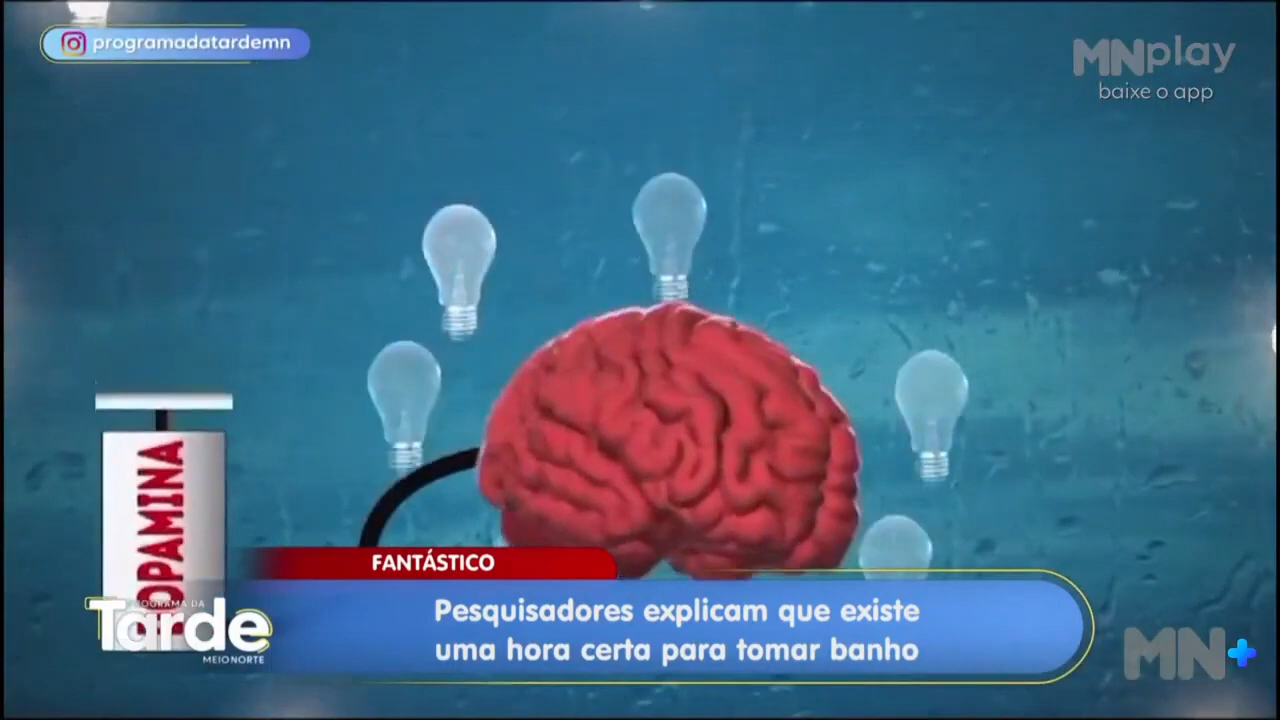 programadatardemn
MNplay
baixe o app
DOPAMINA
FANTÁSTICO
Pesquisadores explicam que existe
uma hora certa para tomar banho
PROGRAMA DA
Tarde
MEIONORTE
MN+